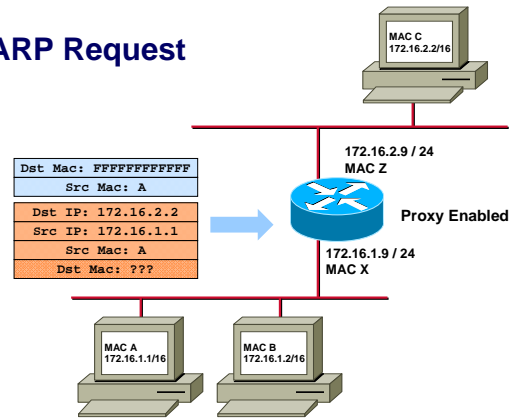 ARP Request
MAC C
172.16.2.2/16
172.16.2.9 / 24
MAC Z
Dst Mac: FFFFFFFFFFFF
Src Mac: A
Dst IP: 172.16.2.2
Src IP: 172.16.1.1
Src Mac: A
Dst Mac: ???
Proxy Enabled
172.16.1.9 / 24
MAC X
MAC A
172.16.1.1/16
MAC B
172.16.1.2/16